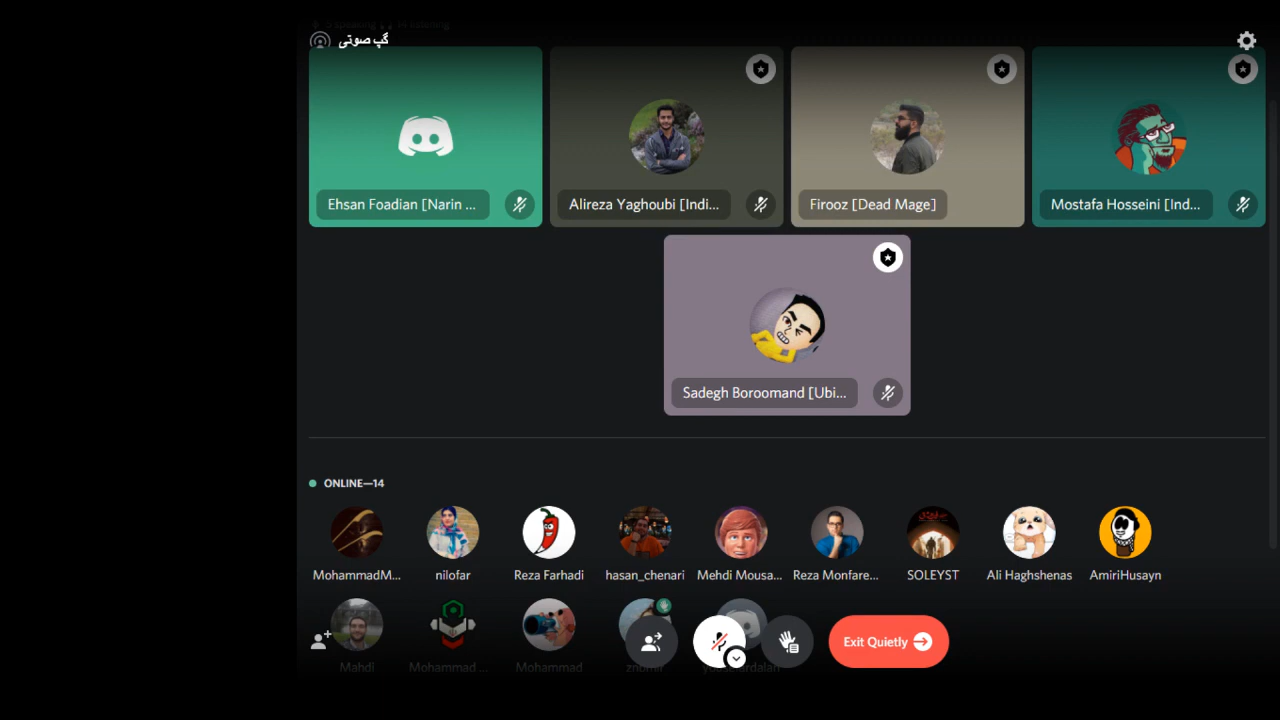 گپ صوتی
Ehsan Foadian [Narin ...
Alireza Yaghoubi [Indi...
Firooz [Dead Mage]
Mostafa Hosseini [Ind...
Sadegh Boroomand [Ubi...
ONLINE—14
MohammadM...
nilofar
Reza Farhadi
hasan_chenari
Mehdi Mousa...
Reza Monfare...
SOLEYST
Ali Haghshenas
AmiriHusayn
Exit Quietly
Mahdi
Mohammad ...
Mohammad